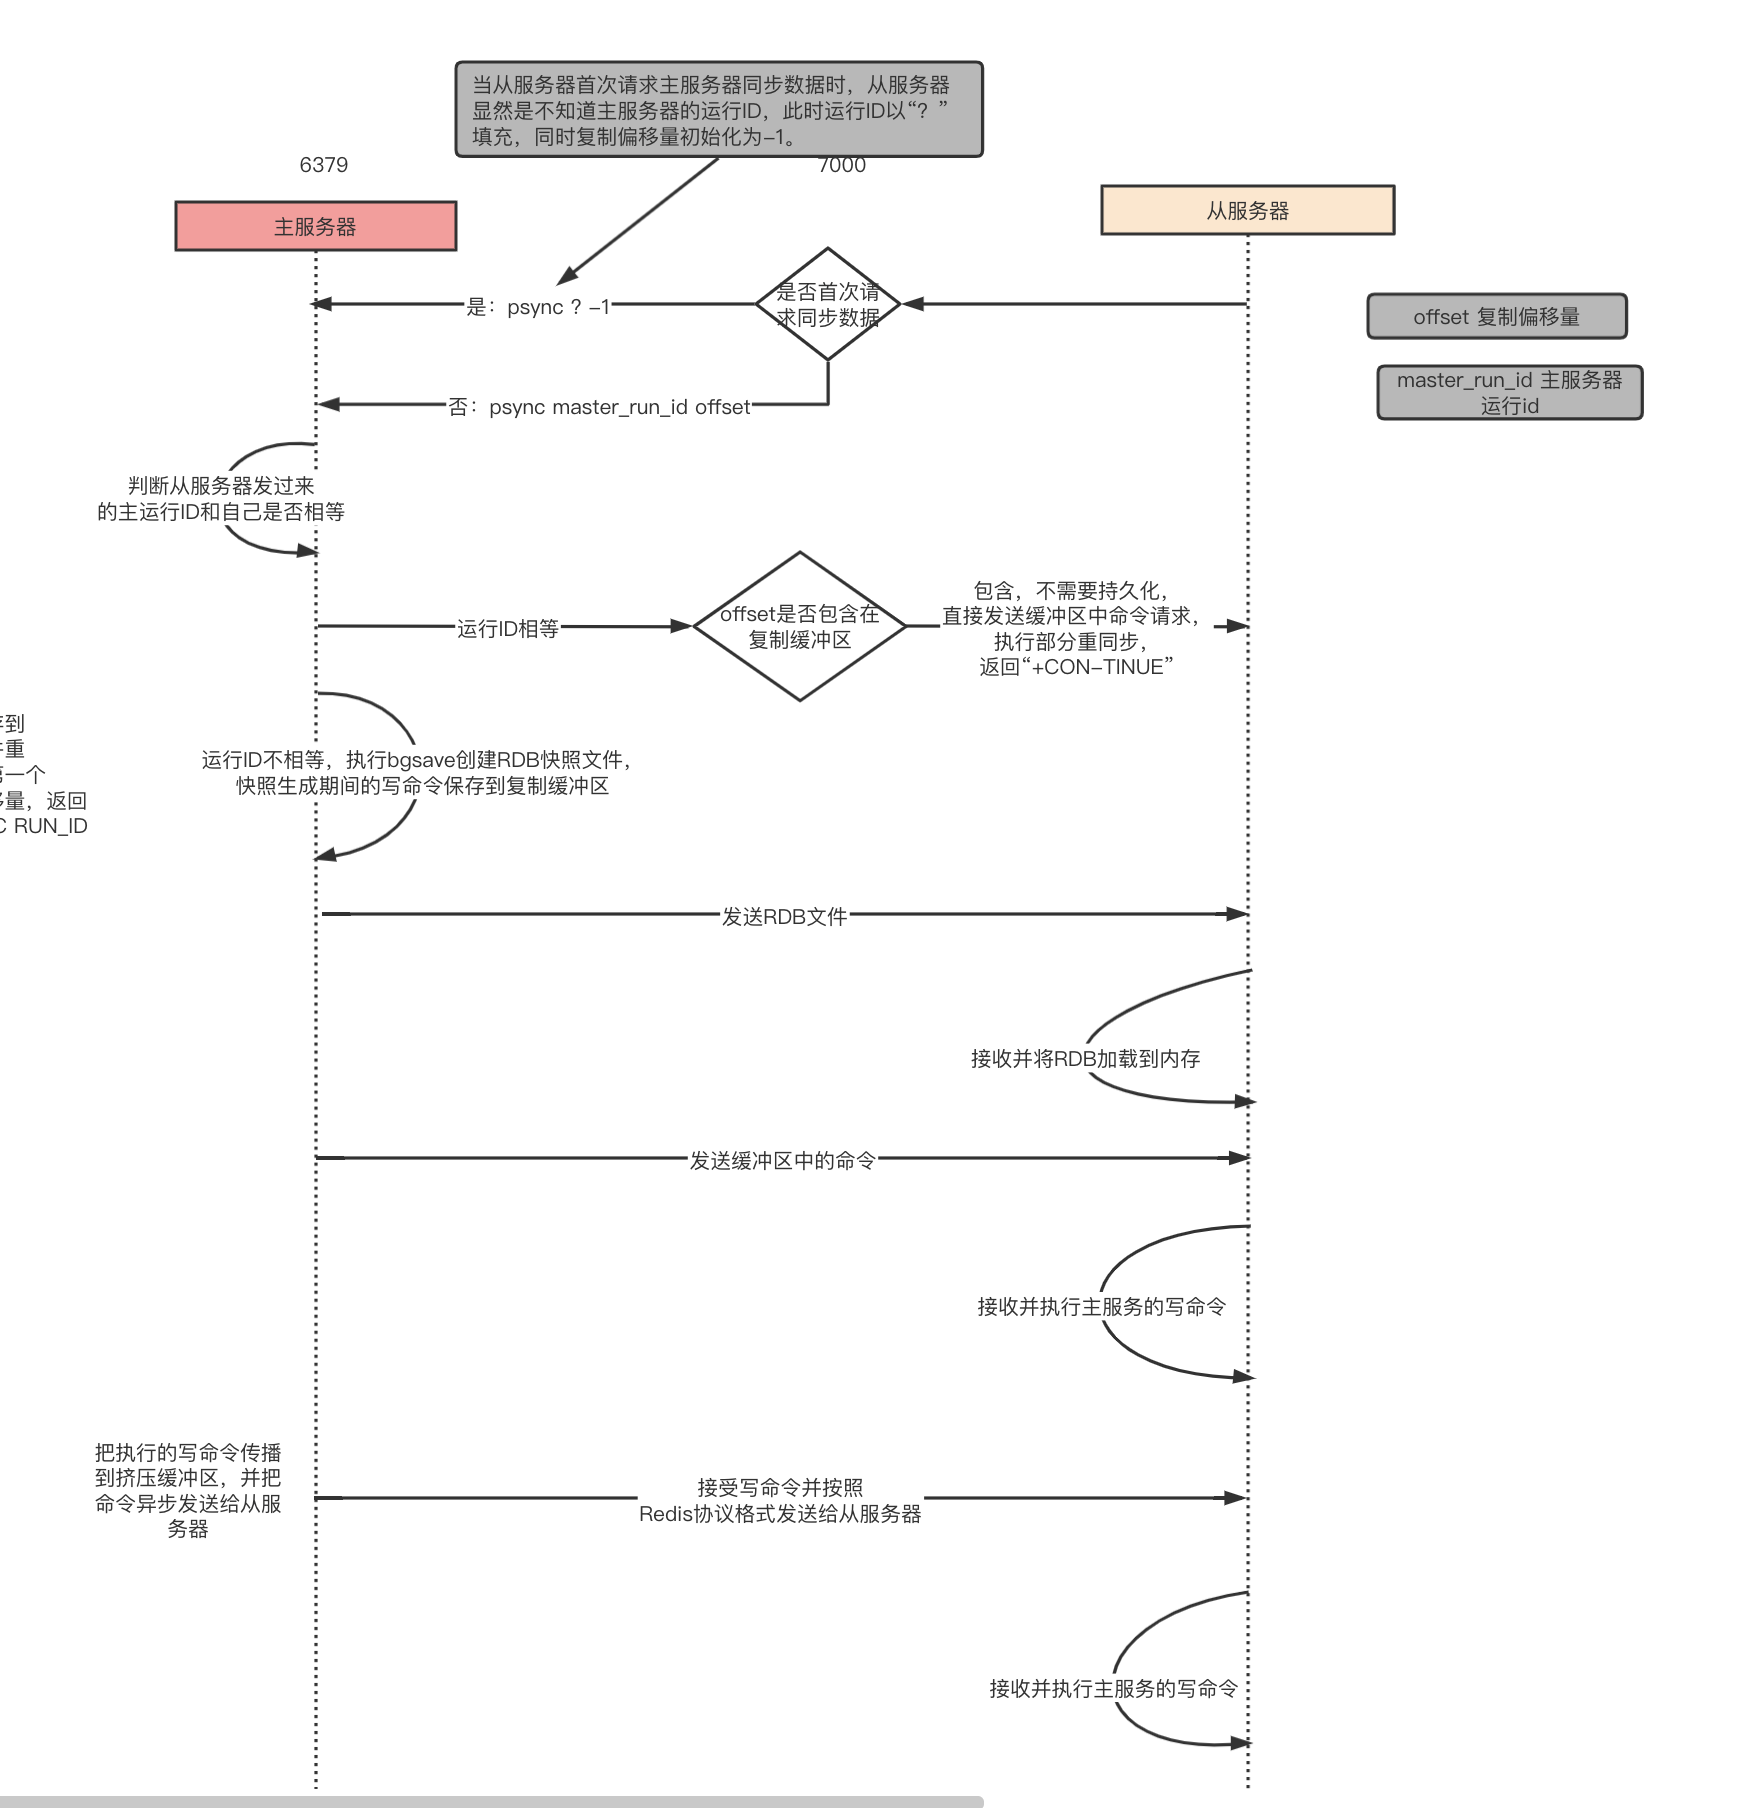 当从服务器首次请求主服务器同步数据时，从服务器
显然是不知道主服务器的运行ID，此时运行ID以“？”
填充，同时复制偏移量初始化为-1。
6379
7000
主服务器
从服务器
是否首次请
求同步数据
是：psync ? -1
offset 复制偏移量
master_run_id 主服务器
运行id
否：psync master_run_id offset
判断从服务器发过来
的主运行ID和自己是否相等
运行ID相等
offset是否包含在
复制缓冲区
包含，不需要持久化，
直接发送缓冲区中命令请求，
执行部分重同步，
返回“+CON-TINUE”
到
重
一个
量，返回
RUN_ID
运行ID不相等，执行bgsave创建RDB快照文件，
快照生成期间的写命令保存到复制缓冲区
发送RDB文件
接收并将RDB加载到内存
发送缓冲区中的命令
接收并执行主服务的写命令
把执行的写命令传播
到挤压缓冲区，并把
命令异步发送给从服
务器
接受写命令并按照
Redis协议格式发送给从服务器
接收并执行主服务的写命令